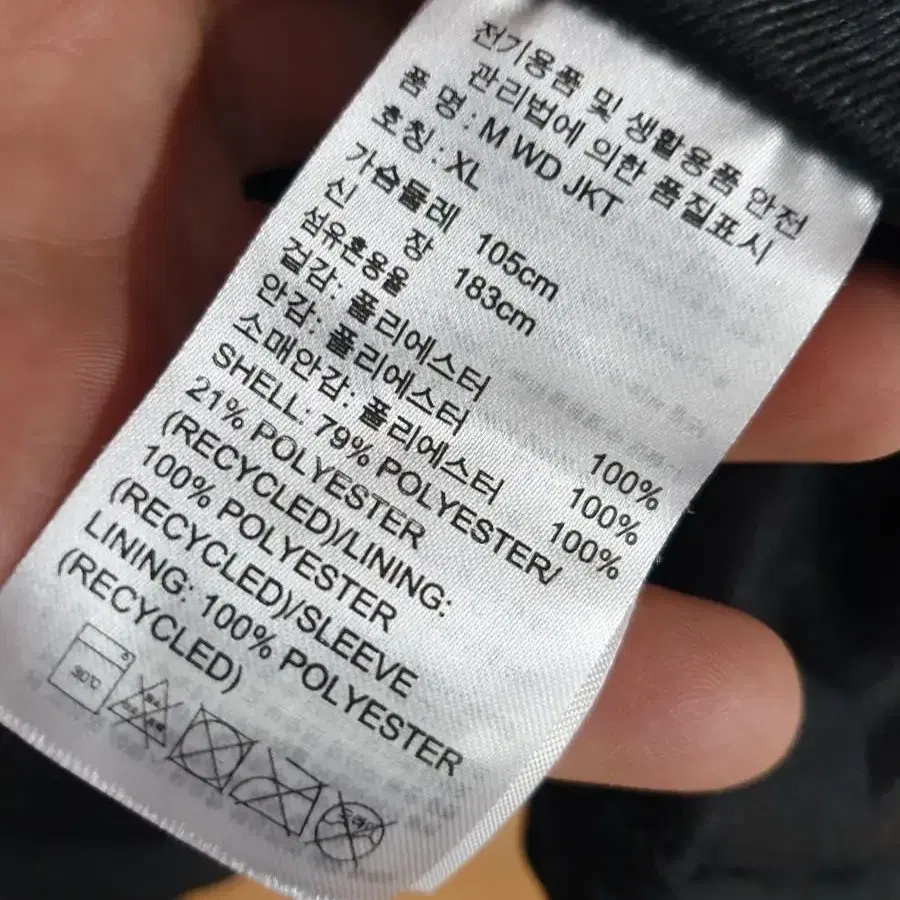 전기용품 및 생활용품 안전
관리법에 의한 품질표시
품 명 : M WD JKT
호칭 : XL
가슴둘레 105cm
신 장 183cm
섬유혼용율
겉감: 폴리에스터 100%
안감: 폴리에스터 100%
소매안감: 폴리에스터 100%
SHELL: 79% POLYESTER/
21% POLYESTER
(RECYCLED)/LINING:
100% POLYESTER
(RECYCLED)/SLEEVE
LINING: 100% POLYESTER
(RECYCLED)
30℃